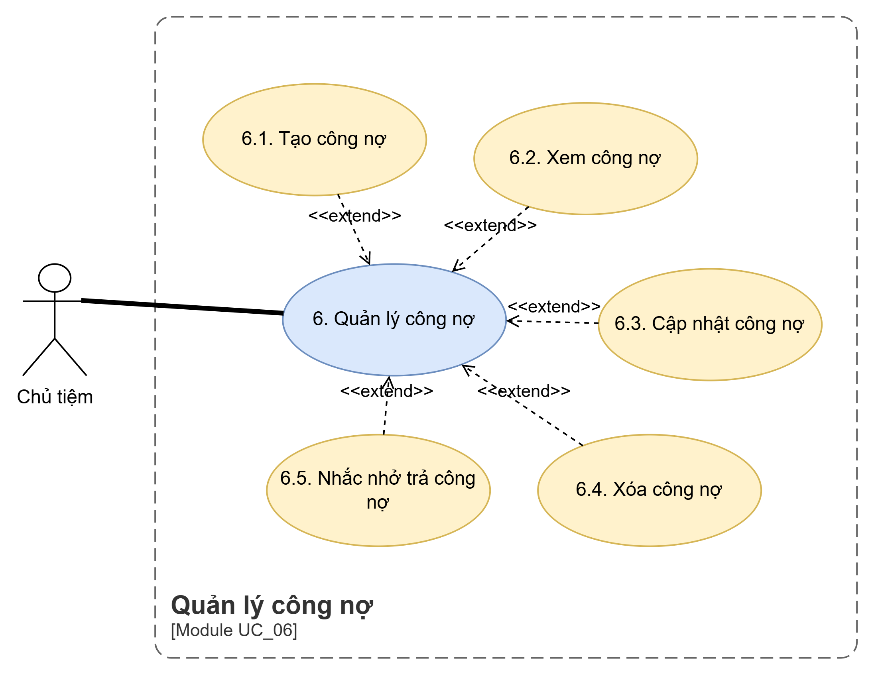 6.1. Tạo công nợ
6.2. Xem công nợ
<<extend>>
<<extend>>
6. Quản lý công nợ
<<extend>>
6.3. Cập nhật công nợ
Chủ tiệm
<<extend>>
<<extend>>
6.5. Nhắc nhở trả công
nợ
6.4. Xóa công nợ
Quản lý công nợ
[Module UC_06]